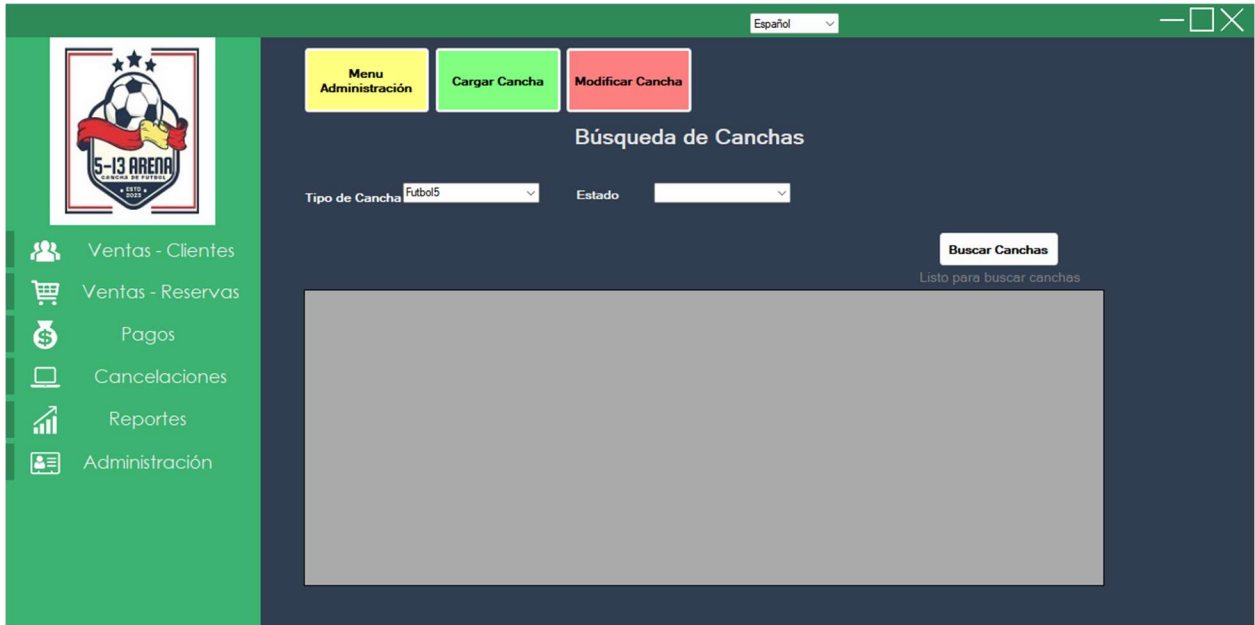 Español
Menu
Administración
Cargar Cancha
Modificar Cancha
5-13 ARENA
CANCHA DE FUTBOL
ESTD
2023
Búsqueda de Canchas
Tipo de Cancha
Futbol5
Estado
Buscar Canchas
Listo para buscar canchas
Ventas - Clientes
Ventas - Reservas
Pagos
Cancelaciones
Reportes
Administración